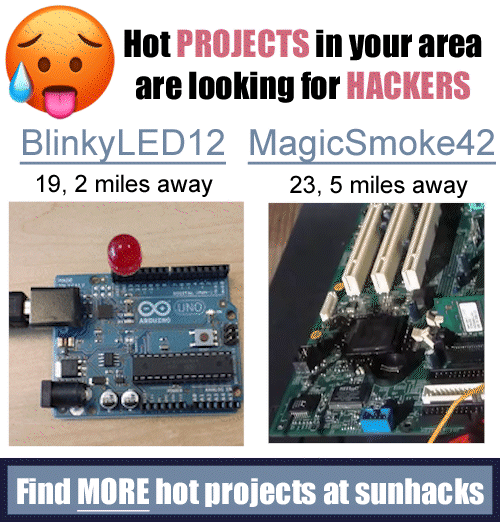 Hot PROJECTS in your area
are looking for HACKERS
BlinkyLED12 MagicSmoke42
19, 2 miles away 23, 5 miles away
UNO
ARDUINO
Find MORE hot projects at sunhacks